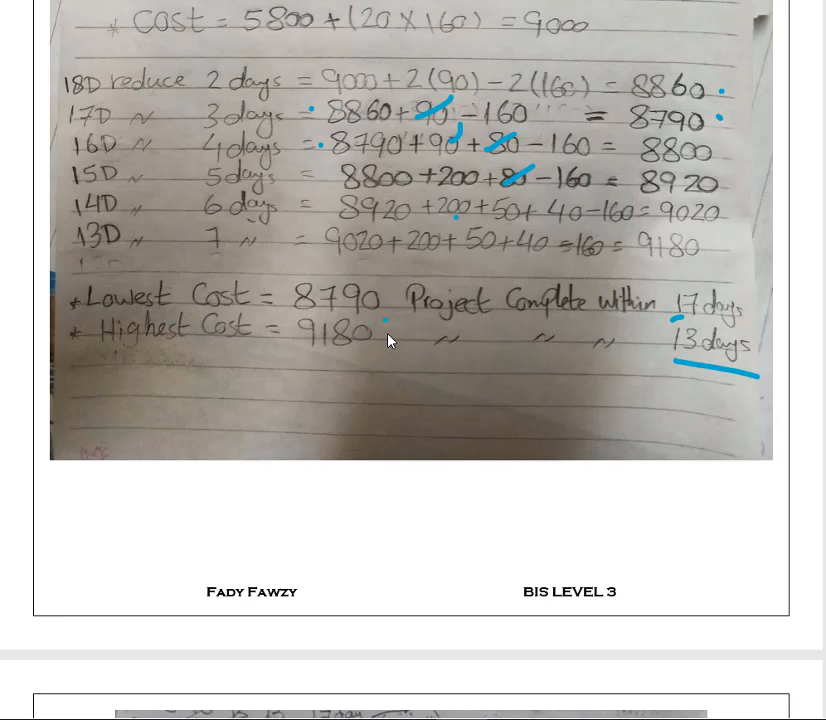 * Cost = 5800 + (20 X 160) = 9000
18D reduce 2 days = 9000 + 2(90) - 2(160) = 8860
17D 〃 3 days = 8860 + 90 - 160 = 8790
16D 〃 4 days = 8790 + 90 + 80 - 160 = 8800
15D 〃 5 days = 8800 + 200 + 80 - 160 = 8920
14D 〃 6 days = 8920 + 200 + 50 + 40 - 160 = 9020
13D 〃 7 〃 = 9020 + 200 + 50 + 40 - 160 = 9180
* Lowest Cost = 8790 Project Complete within 17 days
* Highest Cost = 9180 〃 〃 〃 13 days
FADY FAWZY BIS LEVEL 3